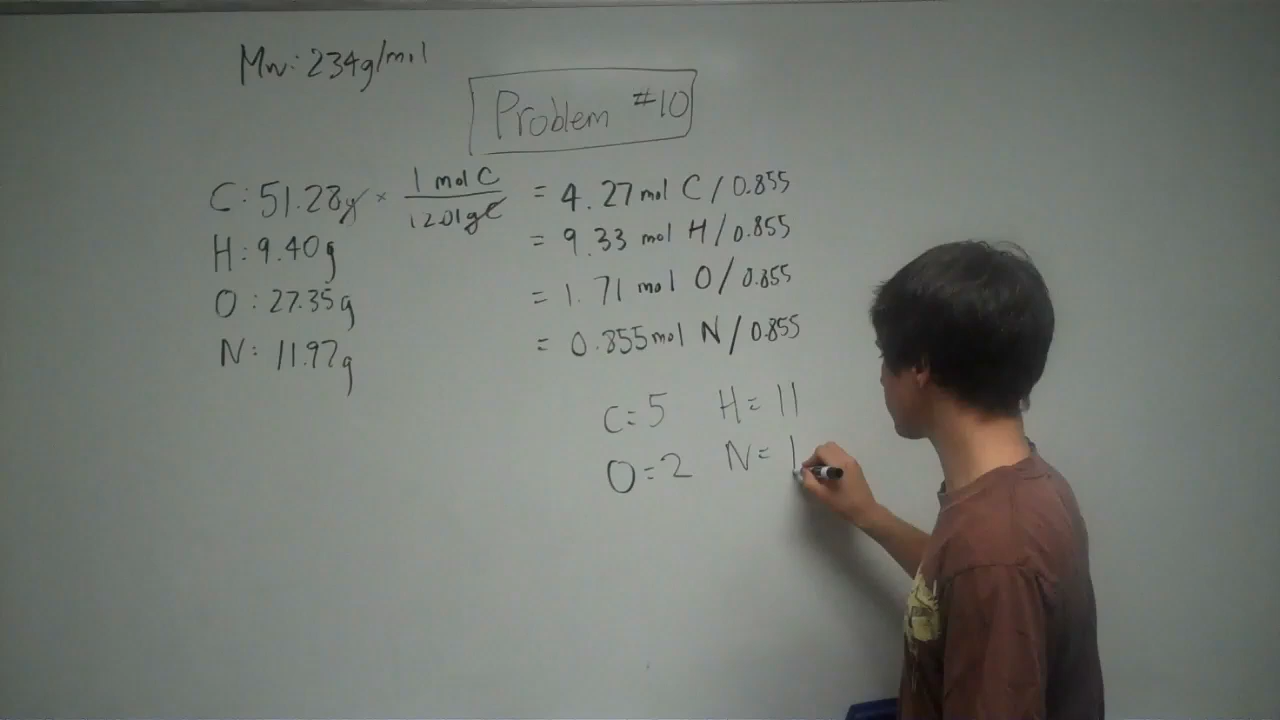 Mw: 234g/mol
Problem #10
C: 51.28g × 1 mol C / 12.01gC = 4.27 mol C / 0.855
H: 9.40g = 9.33 mol H / 0.855
O: 27.35g = 1.71 mol O / 0.855
N: 11.97g = 0.855 mol N / 0.855
C=5 H=11
O=2 N=1